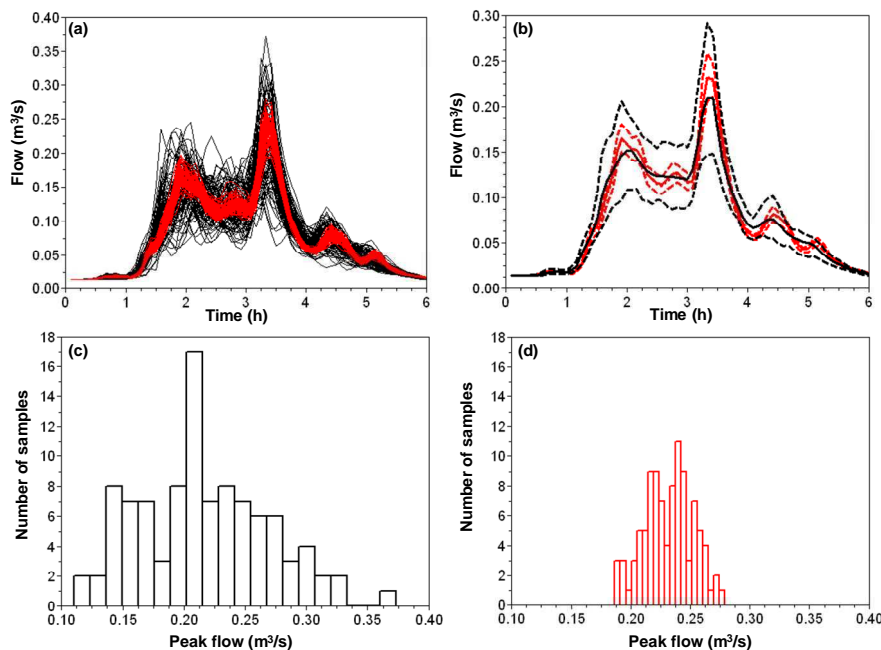 (a)
0.40
0.35
0.30
0.25
0.20
0.15
0.10
0.05
0.00
Flow (m³/s)
0 1 2 3 4 5 6
Time (h)
(b)
0.30
0.25
0.20
0.15
0.10
0.05
0.00
Flow (m³/s)
0 1 2 3 4 5 6
Time (h)
(c)
18
16
14
12
10
8
6
4
2
0
Number of samples
0.10 0.15 0.20 0.25 0.30 0.35 0.40
Peak flow (m³/s)
(d)
18
16
14
12
10
8
6
4
2
0
Number of samples
0.10 0.15 0.20 0.25 0.30 0.35 0.40
Peak flow (m³/s)